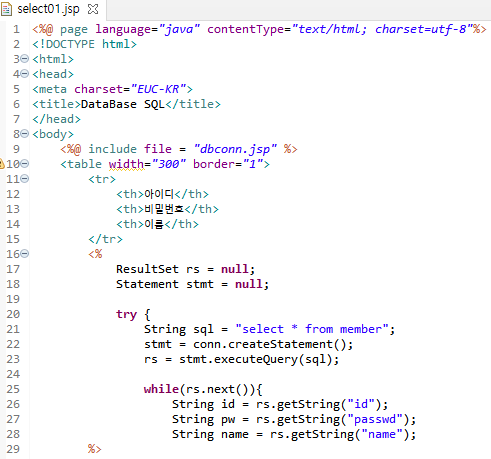 select01.jsp
1 <%@ page language="java" contentType="text/html; charset=utf-8"%>
2 <!DOCTYPE html>
3 <html>
4 <head>
5 <meta charset="EUC-KR">
6 <title>DataBase SQL</title>
7 </head>
8 <body>
9     <%@ include file = "dbconn.jsp" %>
10     <table width="300" border="1">
11         <tr>
12             <th>아이디</th>
13             <th>비밀번호</th>
14             <th>이름</th>
15         </tr>
16         <%
17             ResultSet rs = null;
18             Statement stmt = null;
19
20             try {
21                 String sql = "select * from member";
22                 stmt = conn.createStatement();
23                 rs = stmt.executeQuery(sql);
24
25                 while(rs.next()){
26                     String id = rs.getString("id");
27                     String pw = rs.getString("passwd");
28                     String name = rs.getString("name");
29         %>